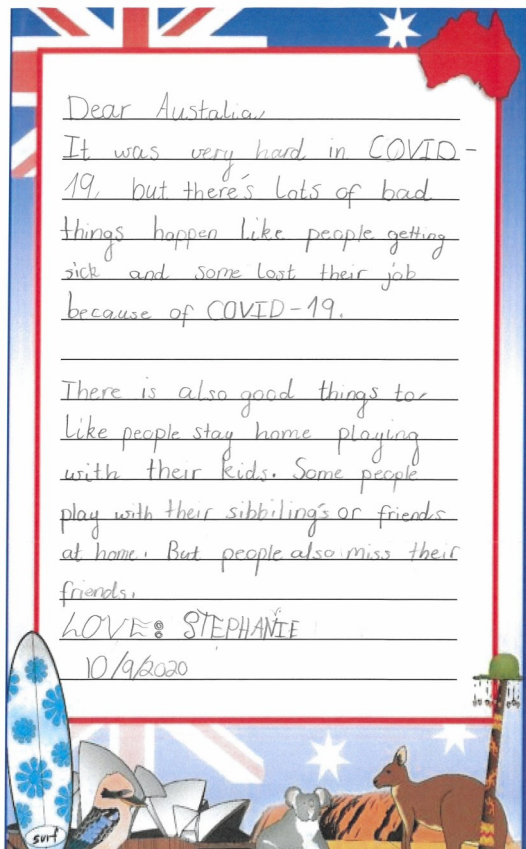 Dear Austalia,
It was very hard in COVID-
19, but there's lots of bad
things happen like people getting
sick and some lost their job
because of COVID-19.
There is also good things to,
like people stay home playing
with their kids. Some people
play with their sibbiling's or friends
at home. But people also miss their
friends.
LOVE: STEPHANIE
10/9/2020
surf